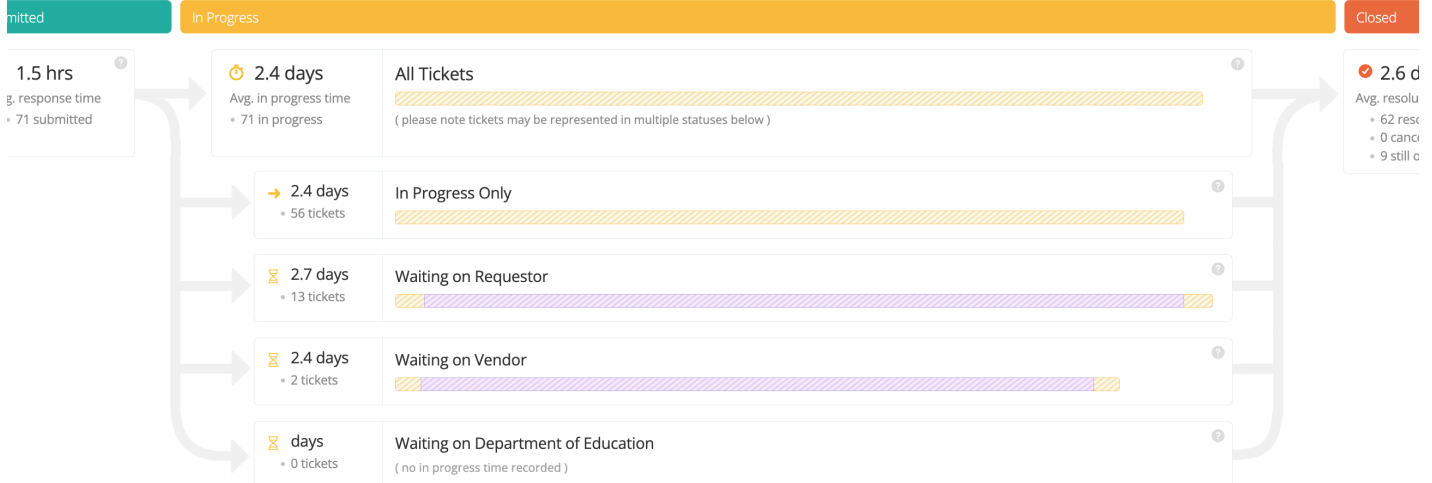 mitted
In Progress
Closed
1.5 hrs
g. response time
71 submitted
2.4 days
Avg. in progress time
71 in progress
All Tickets
( please note tickets may be represented in multiple statuses below )
2.6 d
Avg. resolu
62 reso
0 canc
9 still o
2.4 days
56 tickets
In Progress Only
2.7 days
13 tickets
Waiting on Requestor
2.4 days
2 tickets
Waiting on Vendor
days
0 tickets
Waiting on Department of Education
( no in progress time recorded )